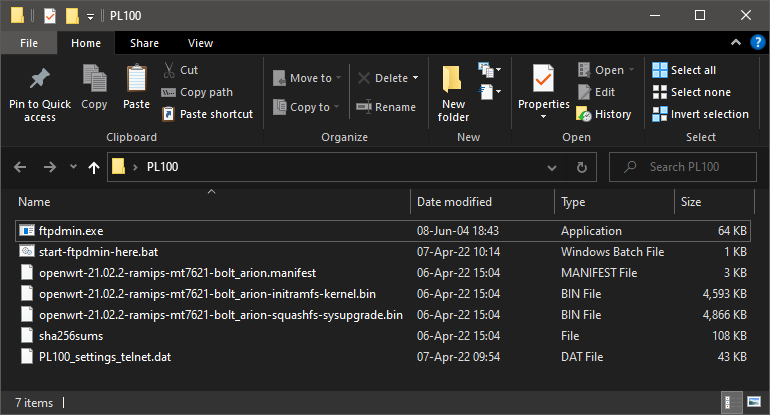 PL100
File Home Share View
Pin to Quick access
Copy
Paste
Cut
Copy path
Paste shortcut
Clipboard
Move to
Copy to
Delete
Rename
Organize
New folder
New
Properties
Open
Edit
History
Open
Select all
Select none
Invert selection
Select
PL100
Search PL100
Name Date modified Type Size
ftpdmin.exe 08-Jun-04 18:43 Application 64 KB
start-ftpdmin-here.bat 07-Apr-22 10:14 Windows Batch File 1 KB
openwrt-21.02.2-ramips-mt7621-bolt_arion.manifest 06-Apr-22 15:04 MANIFEST File 3 KB
openwrt-21.02.2-ramips-mt7621-bolt_arion-initramfs-kernel.bin 06-Apr-22 15:04 BIN File 4,593 KB
openwrt-21.02.2-ramips-mt7621-bolt_arion-squashfs-sysupgrade.bin 06-Apr-22 15:04 BIN File 4,866 KB
sha256sums 06-Apr-22 15:04 File 108 KB
PL100_settings_telnet.dat 07-Apr-22 09:54 DAT File 43 KB
7 items